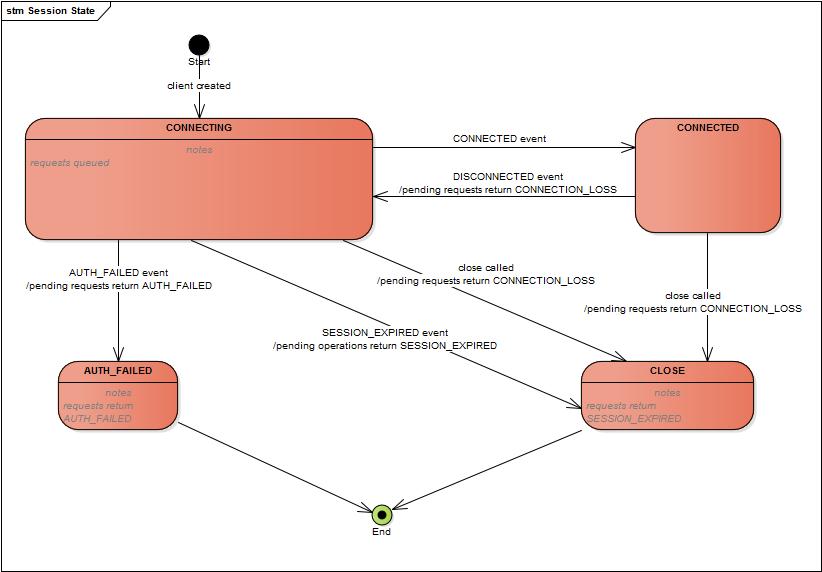 stm Session State
Start
client created
CONNECTING
notes
requests queued
CONNECTED event
CONNECTED
DISCONNECTED event
/pending requests return CONNECTION_LOSS
AUTH_FAILED event
/pending requests return AUTH_FAILED
close called
/pending requests return CONNECTION_LOSS
close called
/pending requests return CONNECTION_LOSS
SESSION_EXPIRED event
/pending operations return SESSION_EXPIRED
AUTH_FAILED
notes
requests return
AUTH_FAILED
CLOSE
notes
requests return
SESSION_EXPIRED
End